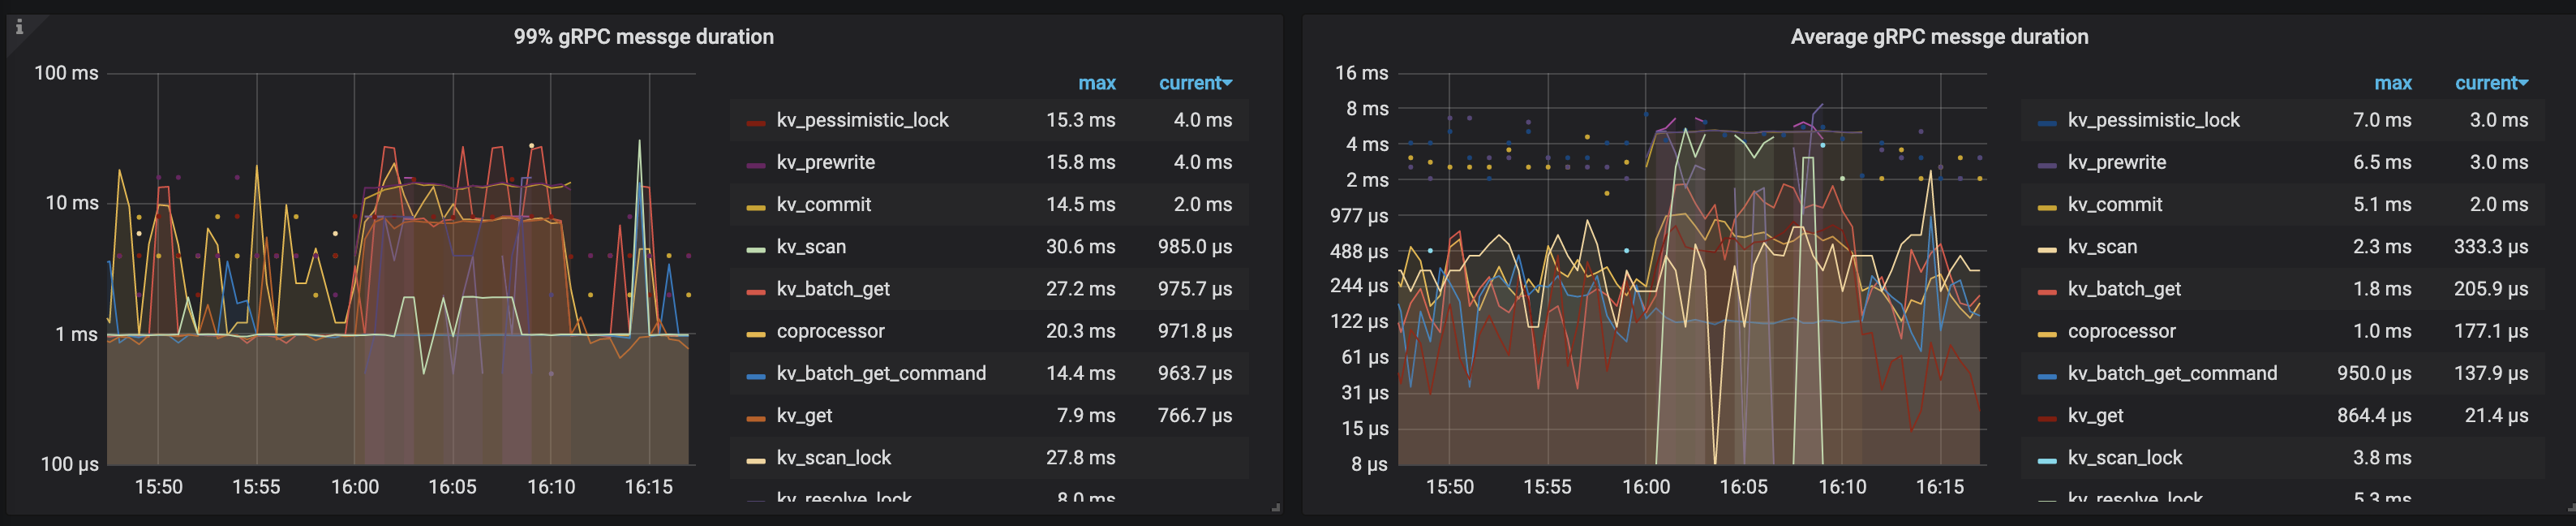 i
99% gRPC messge duration
100 ms
10 ms
1 ms
100 µs
15:50 15:55 16:00 16:05 16:10 16:15
max current
kv_pessimistic_lock 15.3 ms 4.0 ms
kv_prewrite 15.8 ms 4.0 ms
kv_commit 14.5 ms 2.0 ms
kv_scan 30.6 ms 985.0 µs
kv_batch_get 27.2 ms 975.7 µs
coprocessor 20.3 ms 971.8 µs
kv_batch_get_command 14.4 ms 963.7 µs
kv_get 7.9 ms 766.7 µs
kv_scan_lock 27.8 ms
kv_resolve_lock 8.0 ms
Average gRPC messge duration
16 ms
8 ms
4 ms
2 ms
977 µs
488 µs
244 µs
122 µs
61 µs
31 µs
15 µs
8 µs
15:50 15:55 16:00 16:05 16:10 16:15
max current
kv_pessimistic_lock 7.0 ms 3.0 ms
kv_prewrite 6.5 ms 3.0 ms
kv_commit 5.1 ms 2.0 ms
kv_scan 2.3 ms 333.3 µs
kv_batch_get 1.8 ms 205.9 µs
coprocessor 1.0 ms 177.1 µs
kv_batch_get_command 950.0 µs 137.9 µs
kv_get 864.4 µs 21.4 µs
kv_scan_lock 3.8 ms
kv_resolve_lock 5.3 ms